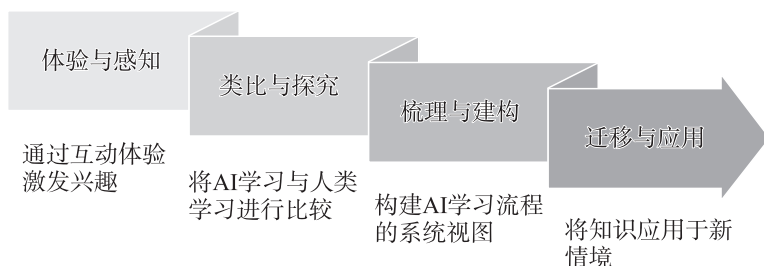 体验与感知
通过互动体验
激发兴趣
类比与探究
将AI学习与人类
学习进行比较
梳理与建构
构建AI学习流程
的系统视图
迁移与应用
将知识应用于新
情境